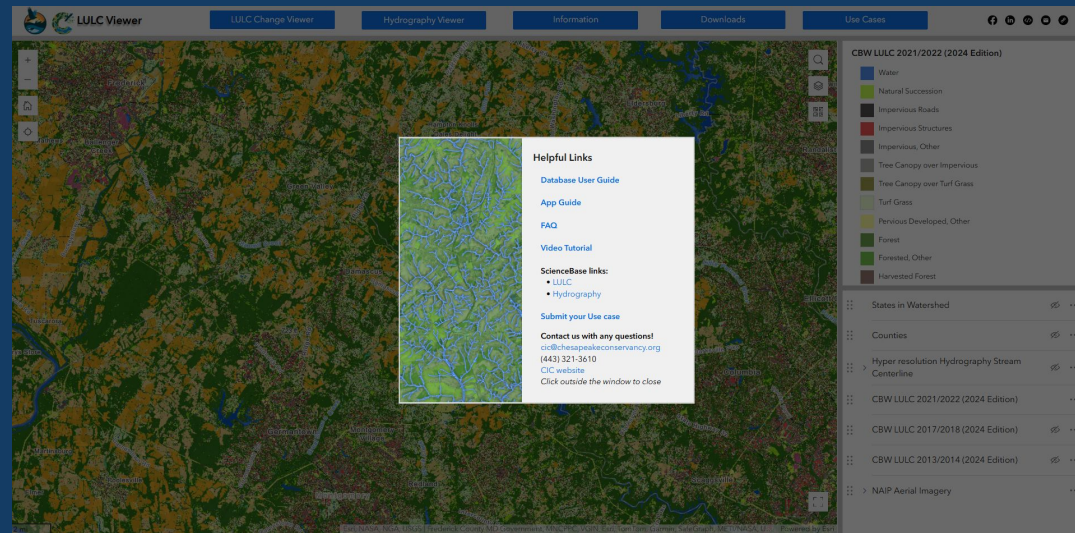 LULC Viewer
LULC Change Viewer
Hydrography Viewer
Information
Downloads
Use Cases
CBW LULC 2021/2022 (2024 Edition)
Water
Natural Succession
Impervious Roads
Impervious Structures
Impervious, Other
Tree Canopy over Impervious
Tree Canopy over Turf Grass
Turf Grass
Pervious Developed, Other
Forest
Forested, Other
Harvested Forest
States in Watershed
Counties
Hyper resolution Hydrography Stream
Centerline
CBW LULC 2021/2022 (2024 Edition)
CBW LULC 2017/2018 (2024 Edition)
CBW LULC 2013/2014 (2024 Edition)
NAIP Aerial Imagery
Helpful Links
Database User Guide
App Guide
FAQ
Video Tutorial
ScienceBase links:
• LULC
• Hydrography
Submit your Use case
Contact us with any questions!
cic@chesapeakeconservancy.org
(443) 321-3610
CIC website
Click outside the window to close
Frederick
Damascus
Columbia
Germantown
Montgomery
Village
Powered by Esri